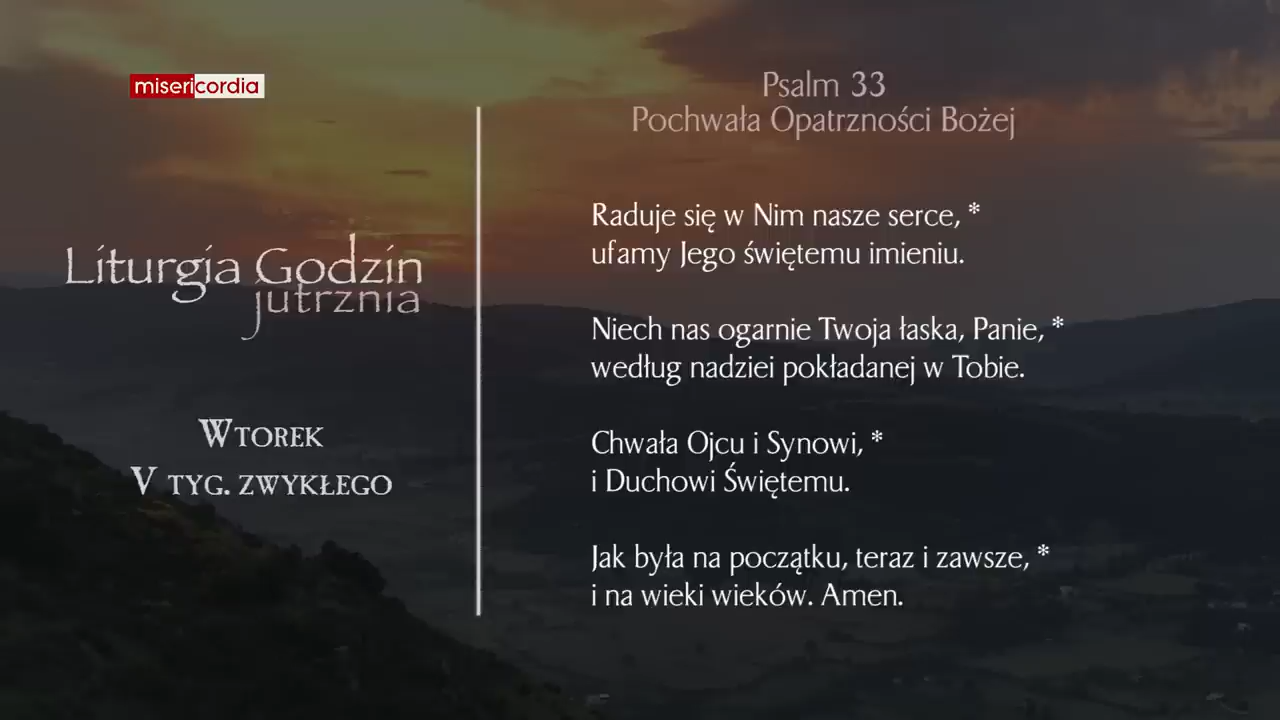 misericordia
Liturgia Godzin
jutrznia
Wtorek
V tyg. zwykłego
Psalm 33
Pochwała Opatrzności Bożej
Raduje się w Nim nasze serce, *
ufamy Jego świętemu imieniu.
Niech nas ogarnie Twoja łaska, Panie, *
według nadziei pokładanej w Tobie.
Chwała Ojcu i Synowi, *
i Duchowi Świętemu.
Jak była na początku, teraz i zawsze, *
i na wieki wieków. Amen.